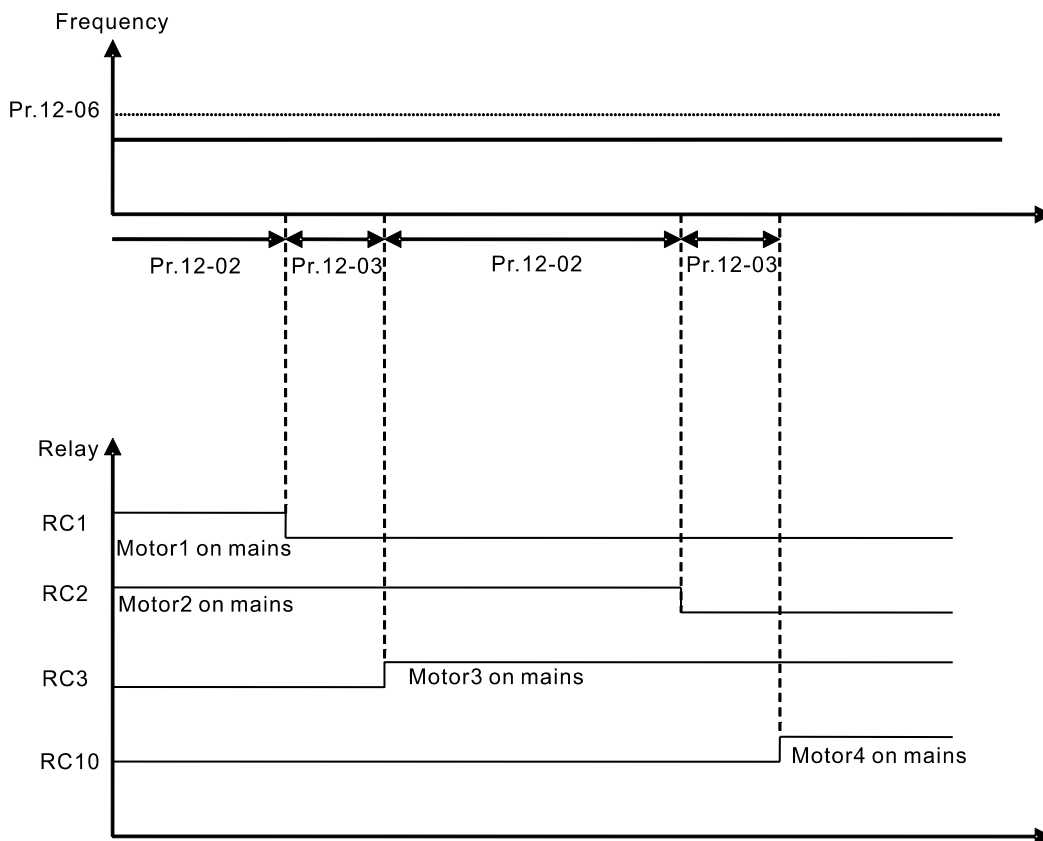 Frequency
Pr.12-06
Pr.12-02 Pr.12-03 Pr.12-02 Pr.12-03
Relay
RC1
Motor1 on mains
RC2
Motor2 on mains
RC3
Motor3 on mains
RC10
Motor4 on mains